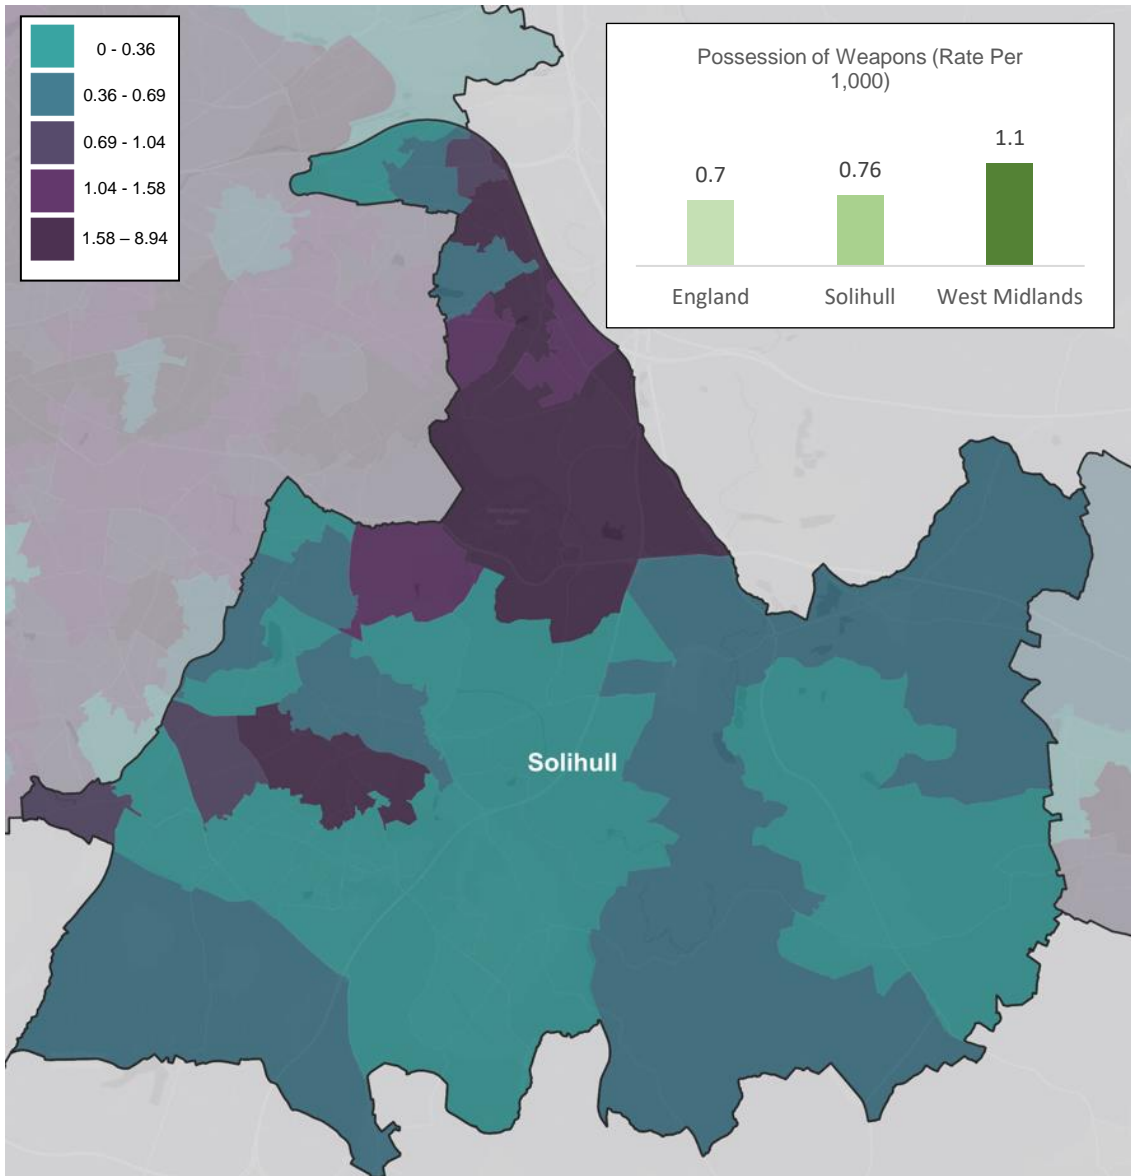 0 - 0.36
0.36 - 0.69
0.69 - 1.04
1.04 - 1.58
1.58 – 8.94
Possession of Weapons (Rate Per
1,000)
0.7
0.76
1.1
England
Solihull
West Midlands
Solihull